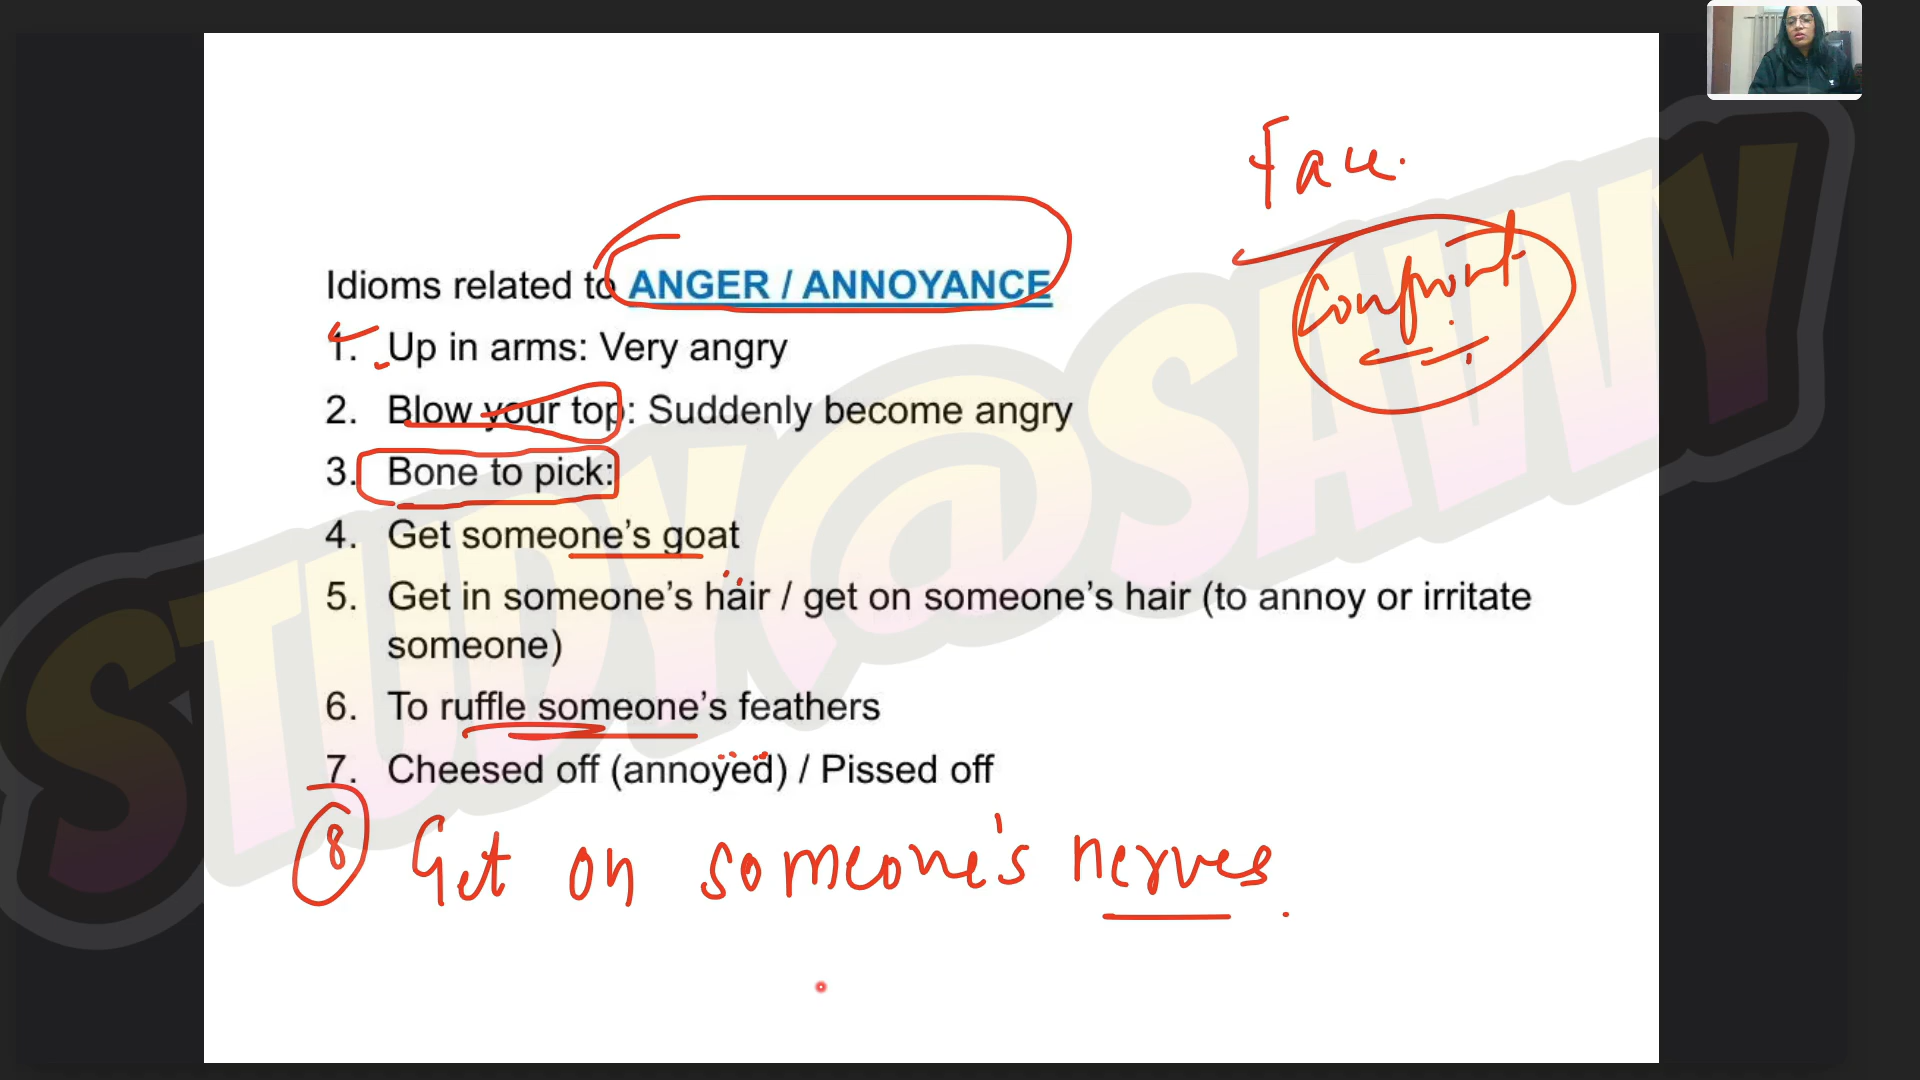 Face.
Confront
Idioms related to ANGER / ANNOYANCE
1. Up in arms: Very angry
2. Blow your top: Suddenly become angry
3. Bone to pick:
4. Get someone's goat
5. Get in someone's hair / get on someone's hair (to annoy or irritate
someone)
6. To ruffle someone's feathers
7. Cheesed off (annoyed) / Pissed off
8 Get on someone's nerves.
STUDY@SAVVY